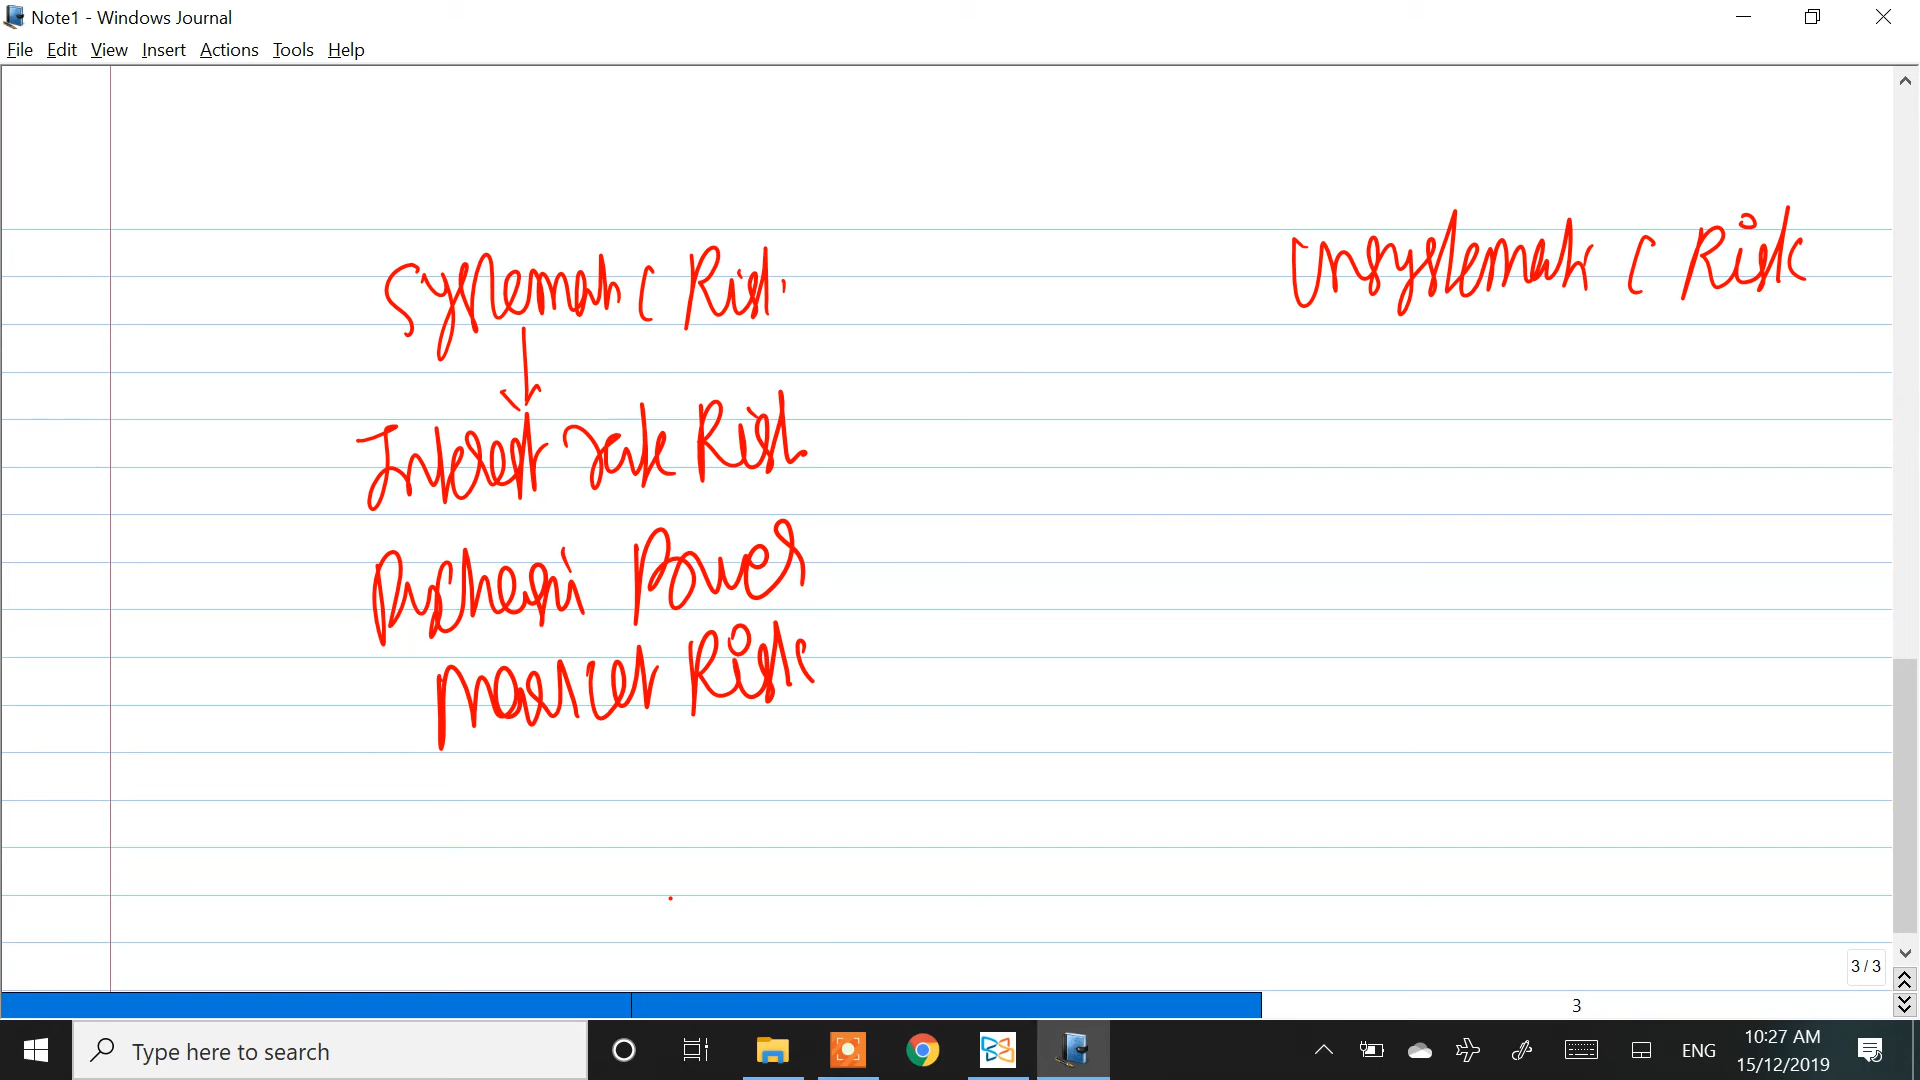 Note1 - Windows Journal
File Edit View Insert Actions Tools Help
Systematic Risk
Unsystematic Risk
Interest rate Risk
Power
Market Risk
3 / 3
3
Type here to search
ENG
10:27 AM
15/12/2019